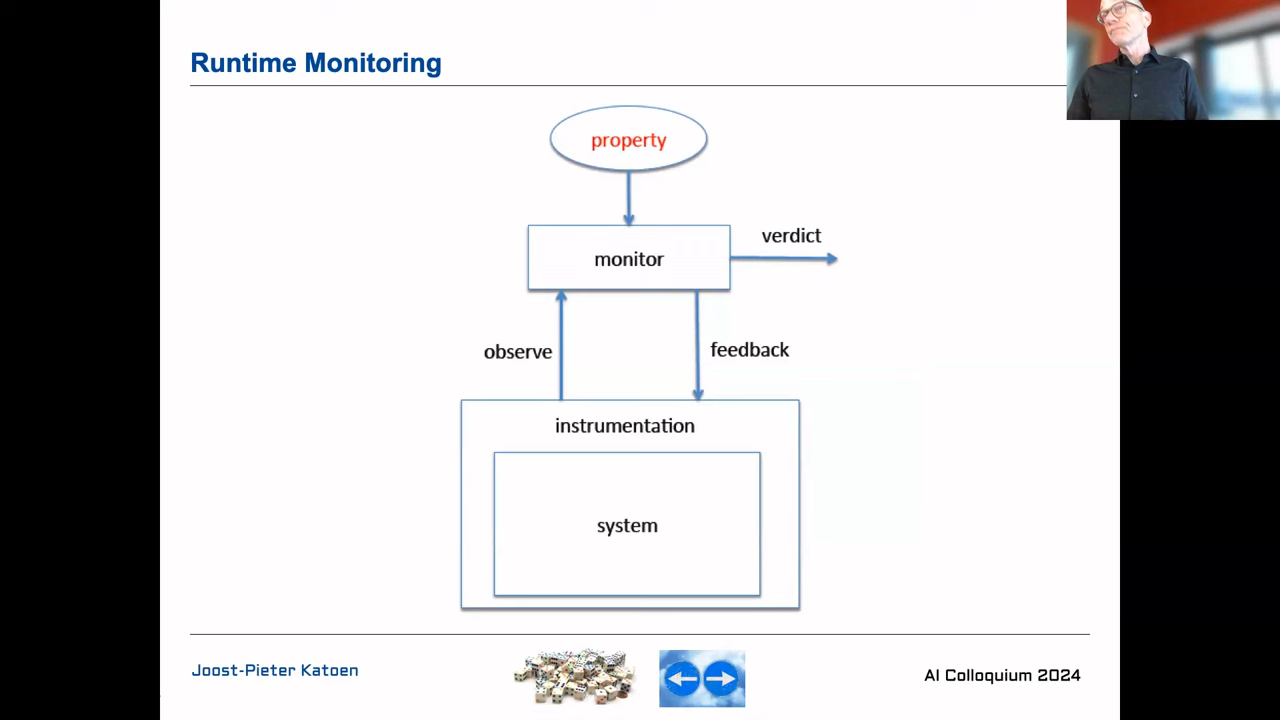 Runtime Monitoring
property
verdict
monitor
observe
feedback
instrumentation
system
Joost-Pieter Katoen
AI Colloquium 2024